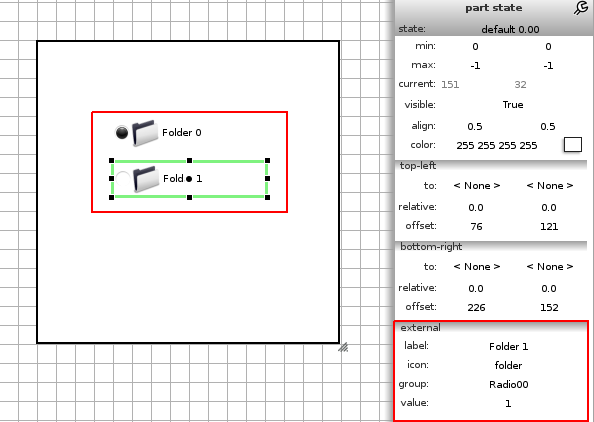 Folder 0
Fold 1
part state
state: default 0.00
min: 0 0
max: -1 -1
current: 151 32
visible: True
align: 0.5 0.5
color: 255 255 255 255
top-left
to: < None > < None >
relative: 0.0 0.0
offset: 76 121
bottom-right
to: < None > < None >
relative: 0.0 0.0
offset: 226 152
external
label: Folder 1
icon: folder
group: Radio00
value: 1